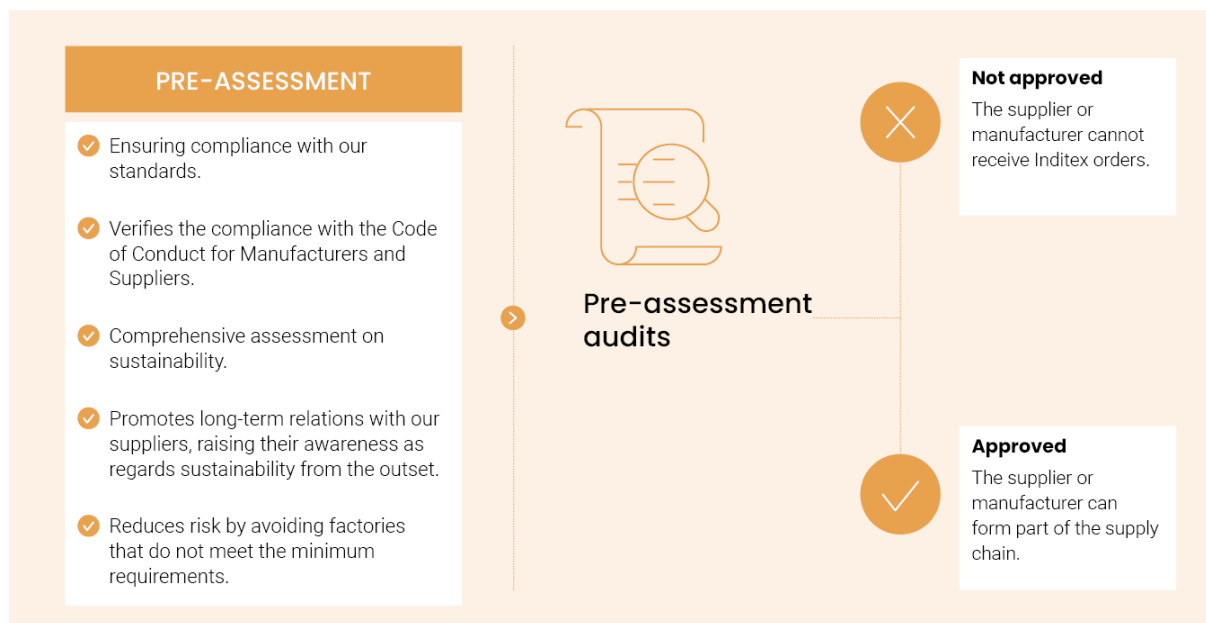 PRE-ASSESSMENT
Ensuring compliance with our
standards.
Verifies the compliance with the Code
of Conduct for Manufacturers and
Suppliers.
Comprehensive assessment on
sustainability.
Promotes long-term relations with our
suppliers, raising their awareness as
regards sustainability from the outset.
Reduces risk by avoiding factories
that do not meet the minimum
requirements.
Pre-assessment
audits
Not approved
The supplier or
manufacturer cannot
receive Inditex orders.
Approved
The supplier or
manufacturer can
form part of the supply
chain.